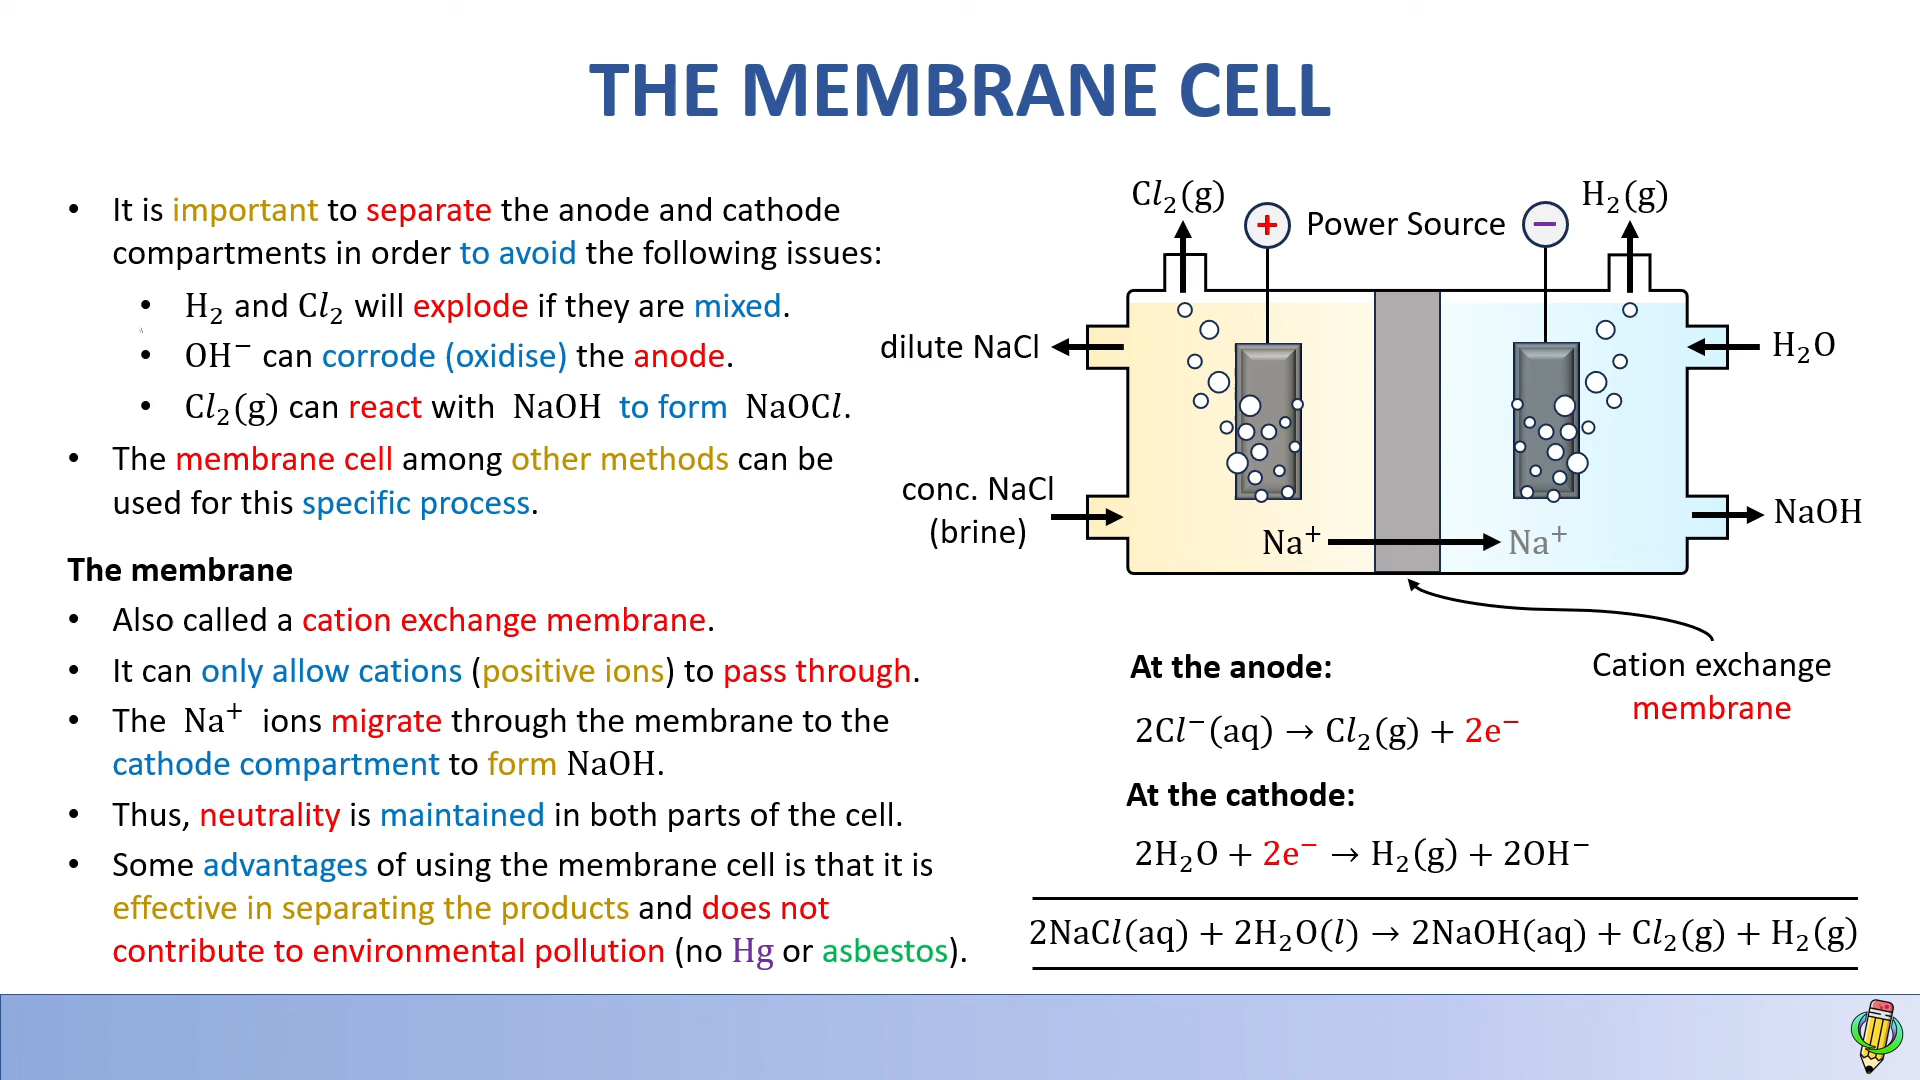 THE MEMBRANE CELL
• It is important to separate the anode and cathode
compartments in order to avoid the following issues:
• H₂ and Cl₂ will explode if they are mixed.
• OH⁻ can corrode (oxidise) the anode.
• Cl₂(g) can react with NaOH to form NaOCl.
• The membrane cell among other methods can be
used for this specific process.
The membrane
• Also called a cation exchange membrane.
• It can only allow cations (positive ions) to pass through.
• The Na⁺ ions migrate through the membrane to the
cathode compartment to form NaOH.
• Thus, neutrality is maintained in both parts of the cell.
• Some advantages of using the membrane cell is that it is
effective in separating the products and does not
contribute to environmental pollution (no Hg or asbestos).
Cl₂(g)
H₂(g)
+ Power Source −
dilute NaCl
H₂O
conc. NaCl
(brine)
NaOH
Na⁺ Na⁺
Cation exchange
membrane
At the anode:
2Cl⁻(aq) → Cl₂(g) + 2e⁻
At the cathode:
2H₂O + 2e⁻ → H₂(g) + 2OH⁻
2NaCl(aq) + 2H₂O(l) → 2NaOH(aq) + Cl₂(g) + H₂(g)